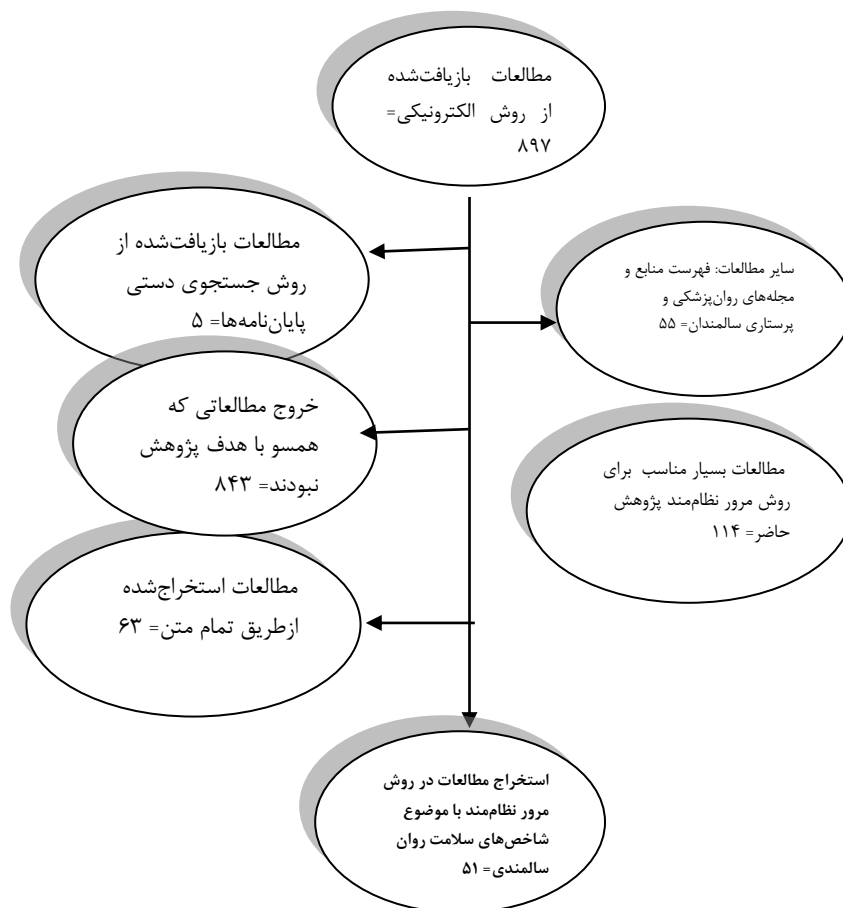 مطالعات بازیافت‌شده
از روش الکترونیکی=
۸۹۷
مطالعات بازیافت‌شده از
روش جستجوی دستی
پایان‌نامه‌ها= ۵
سایر مطالعات: فهرست منابع و
مجله‌های روان‌پزشکی و
پرستاری سالمندان= ۵۵
خروج مطالعاتی که
همسو با هدف پژوهش
نبودند= ۸۴۳
مطالعات بسیار مناسب برای
روش مرور نظام‌مند پژوهش
حاضر= ۱۱۴
مطالعات استخراج‌شده
ازطریق تمام متن= ۶۳
استخراج مطالعات در روش
مرور نظام‌مند با موضوع
شاخص‌های سلامت روان
سالمندی= ۵۱